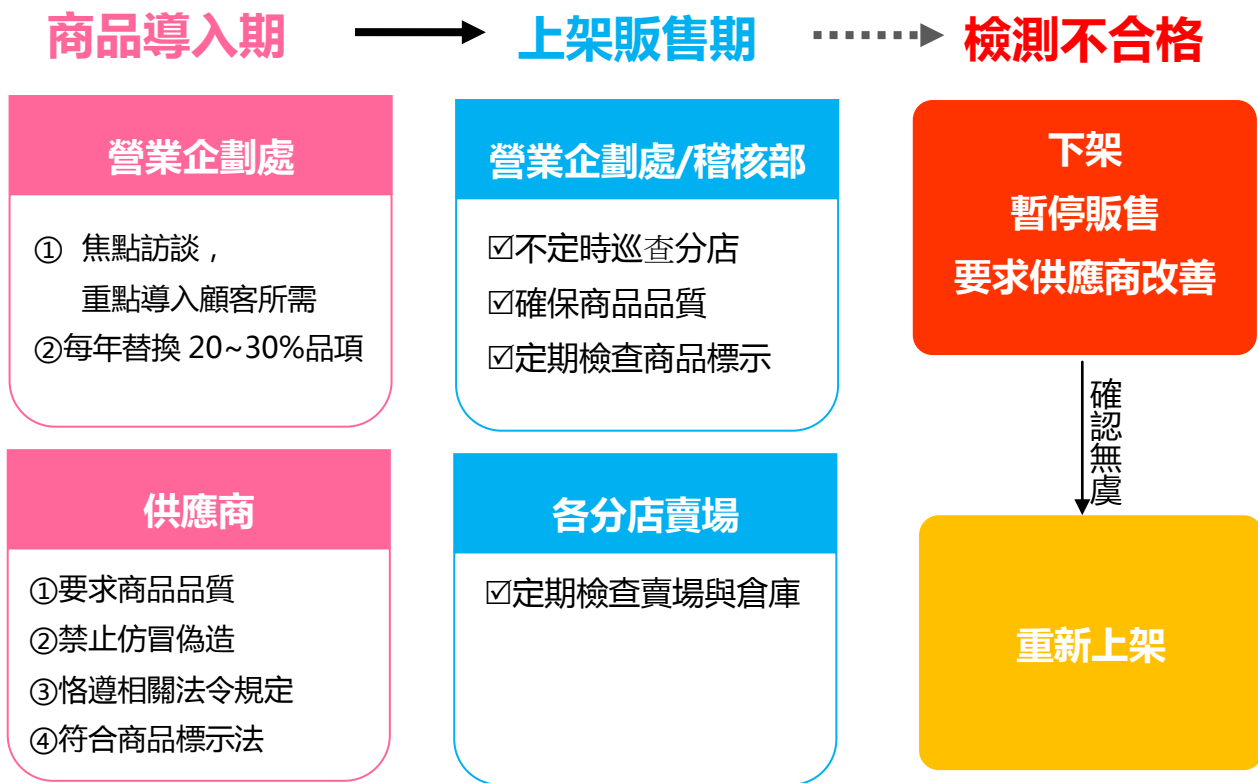 商品導入期
上架販售期
檢測不合格
營業企劃處
① 焦點訪談，
重點導入顧客所需
②每年替換 20~30%品項
供應商
①要求商品品質
②禁止仿冒偽造
③恪遵相關法令規定
④符合商品標示法
營業企劃處/稽核部
☑不定時巡查分店
☑確保商品品質
☑定期檢查商品標示
各分店賣場
☑定期檢查賣場與倉庫
下架
暫停販售
要求供應商改善
確認無虞
重新上架